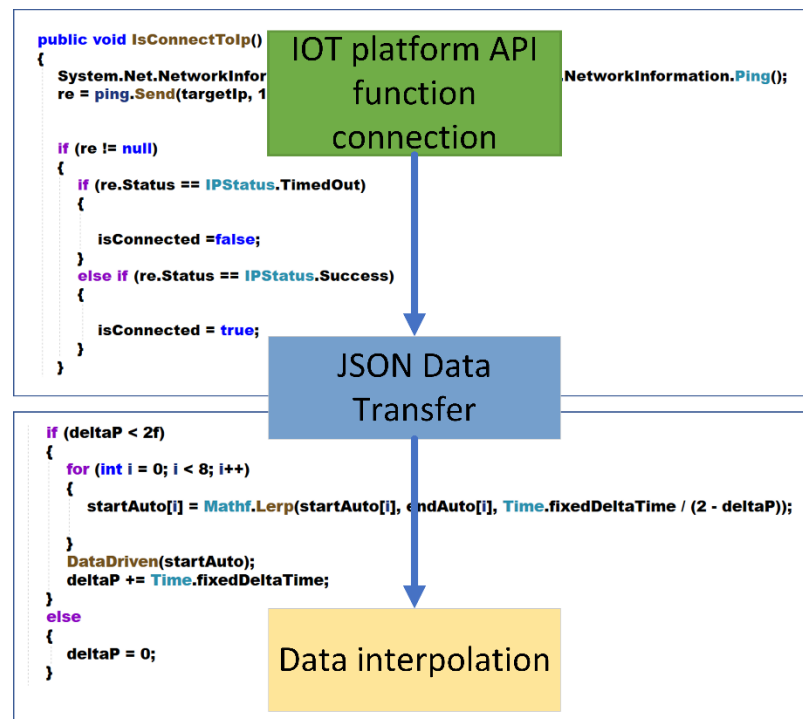 public void IsConnectToIp()
{
IOT platform API
function
connection
System.Net.NetworkInfor .NetworkInformation.Ping();
re = ping.Send(targetIp, 1
if (re != null)
{
if (re.Status == IPStatus.TimedOut)
{
isConnected =false;
}
else if (re.Status == IPStatus.Success)
{
isConnected = true;
}
}
JSON Data
Transfer
if (deltaP < 2f)
{
for (int i = 0; i < 8; i++)
{
startAuto[i] = Mathf.Lerp(startAuto[i], endAuto[i], Time.fixedDeltaTime / (2 - deltaP));
}
DataDriven(startAuto);
deltaP += Time.fixedDeltaTime;
}
else
{
deltaP = 0;
}
Data interpolation